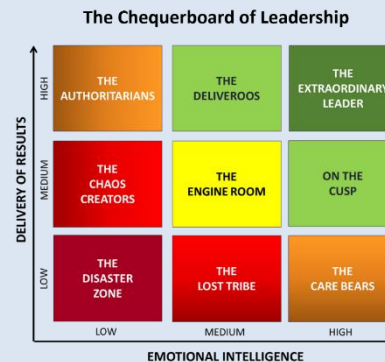 The Chequerboard of Leadership
DELIVERY OF RESULTS
HIGH
THE
AUTHORITARIANS
THE
DELIVEROOS
THE
EXTRAORDINARY
LEADER
MEDIUM
THE
CHAOS
CREATORS
THE
ENGINE ROOM
ON THE
CUSP
LOW
THE
DISASTER
ZONE
THE
LOST TRIBE
THE
CARE BEARS
LOW
MEDIUM
HIGH
EMOTIONAL INTELLIGENCE